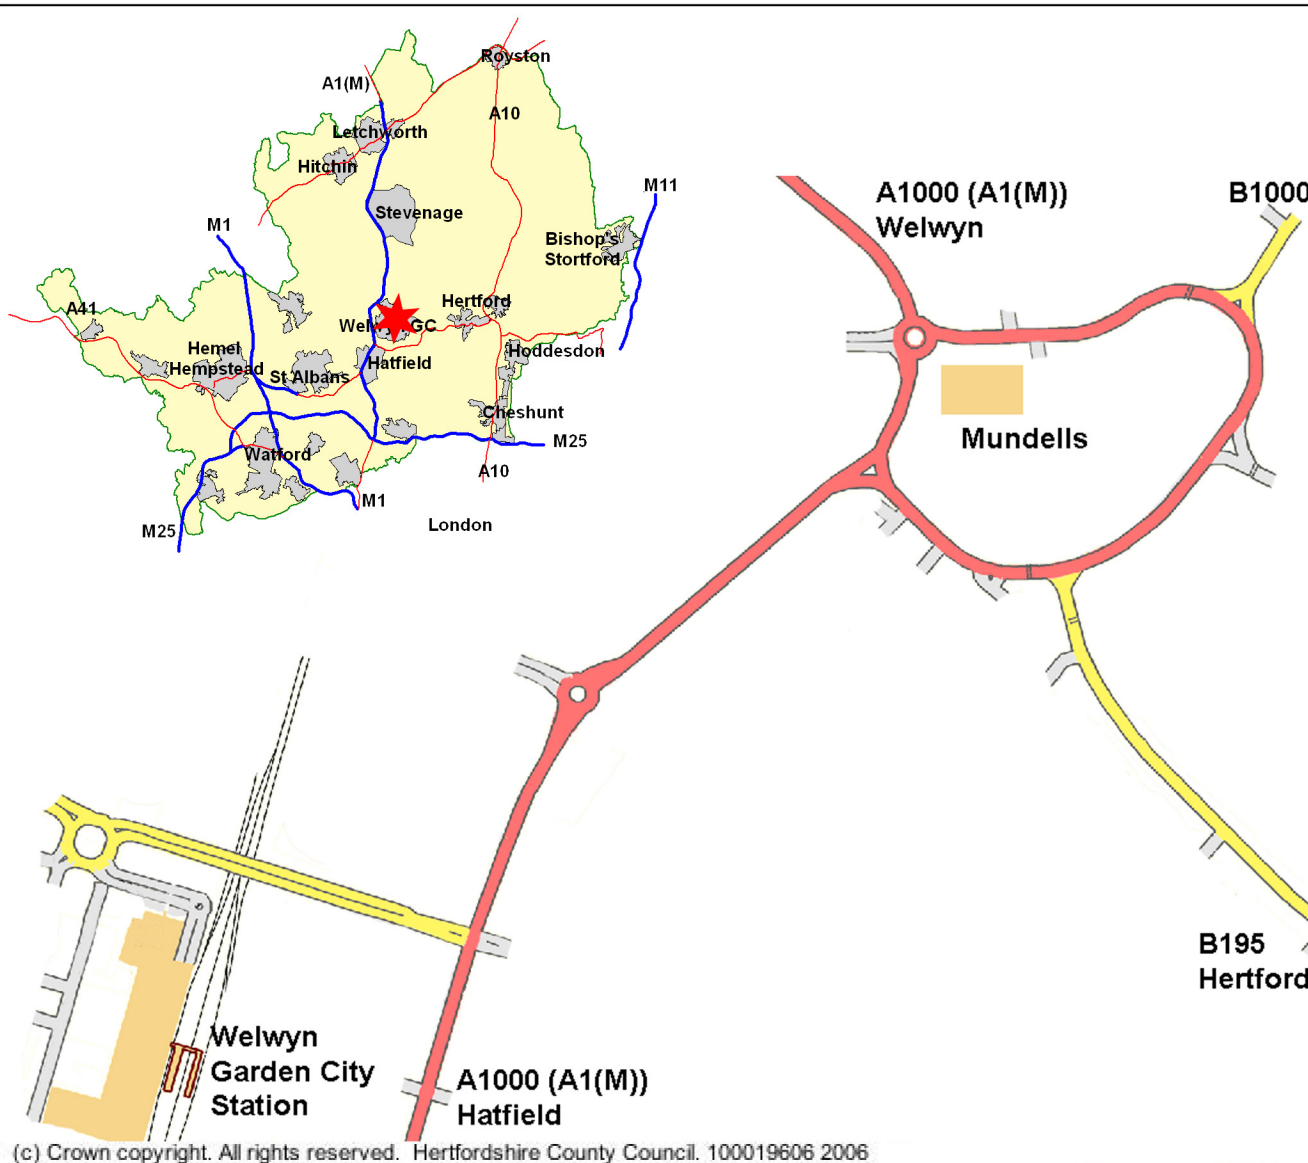 Royston
A1(M)
A10
Letchworth
Hitchin
M11
Stevenage
M1
Bishop's
Stortford
Hertford
A41
Welwyn GC
Hemel
Hempstead
Hoddesdon
Hatfield
St Albans
Cheshunt
M25
Watford
A10
M1
London
M25
A1000 (A1(M))
Welwyn
B1000
Mundells
B195
Hertford
Welwyn
Garden City
Station
A1000 (A1(M))
Hatfield
(c) Crown copyright. All rights reserved. Hertfordshire County Council. 100019606 2006